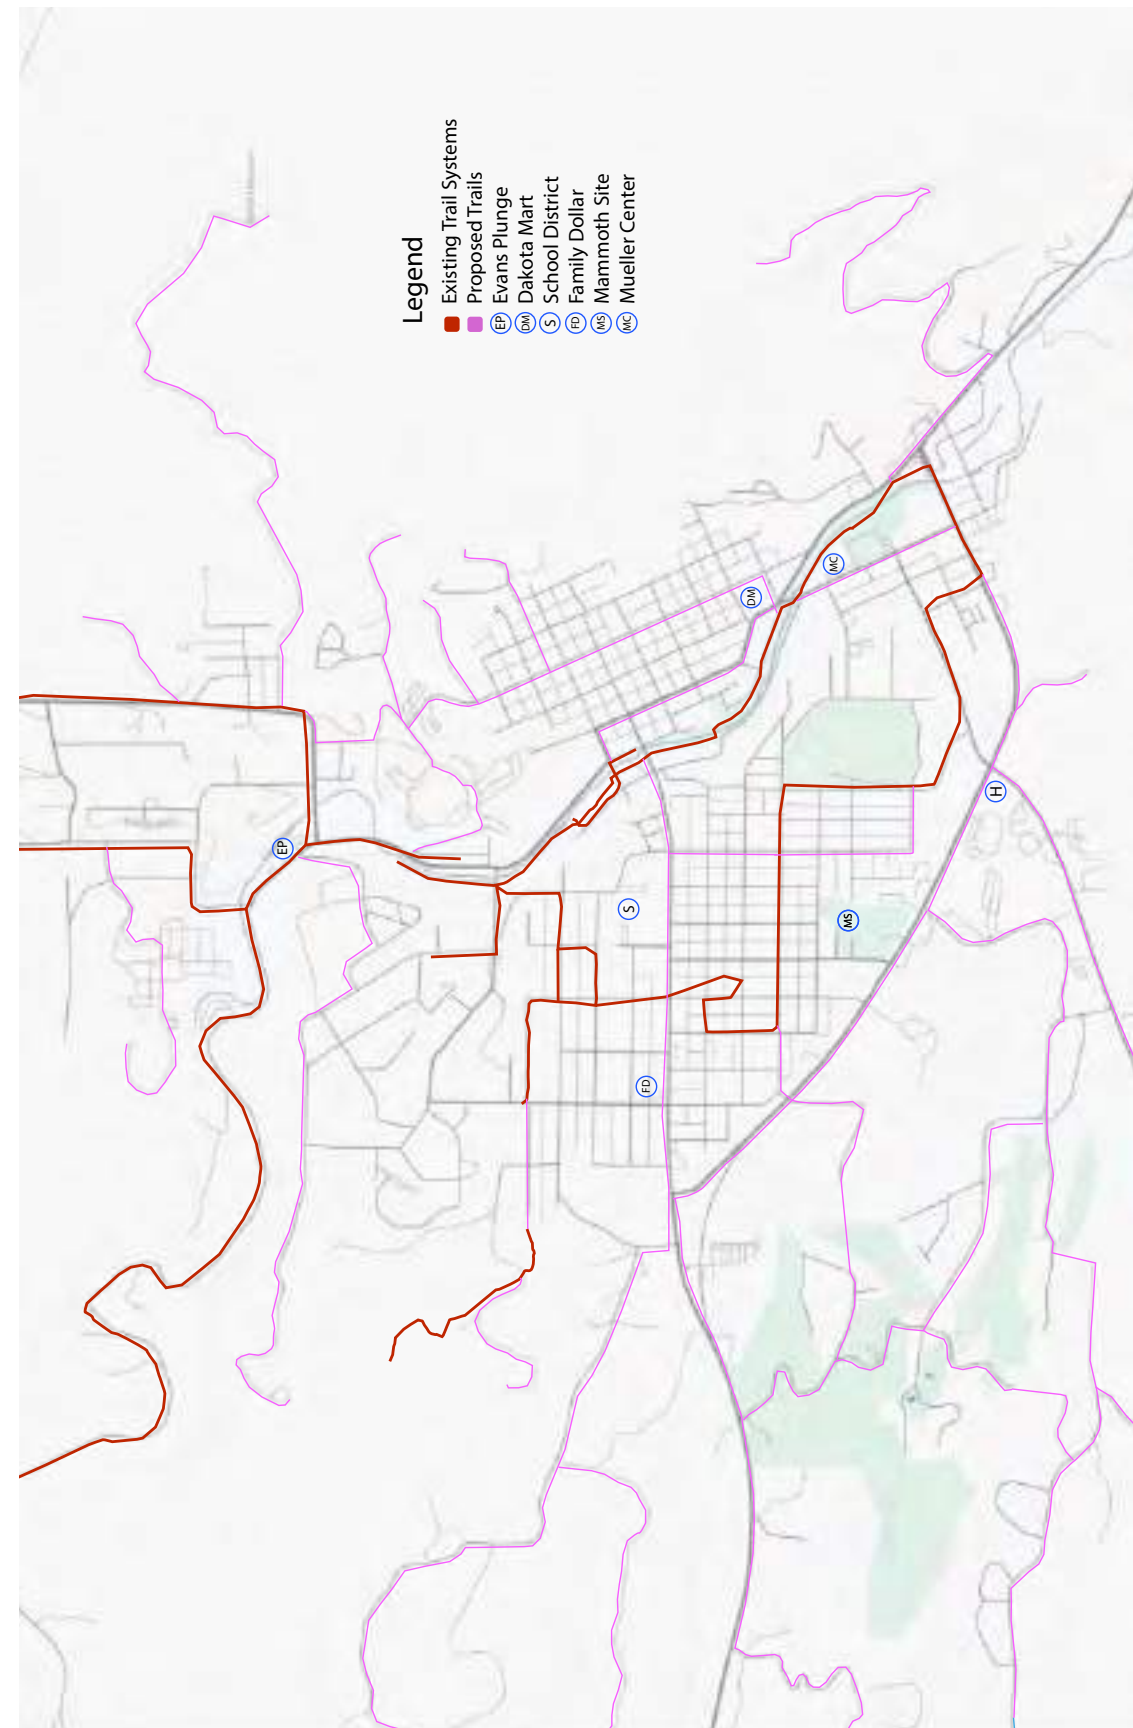 Legend
Existing Trail Systems
Proposed Trails
EP Evans Plunge
DM Dakota Mart
S School District
FD Family Dollar
MS Mammoth Site
MC Mueller Center
EP
DM
MC
H
S
MS
FD